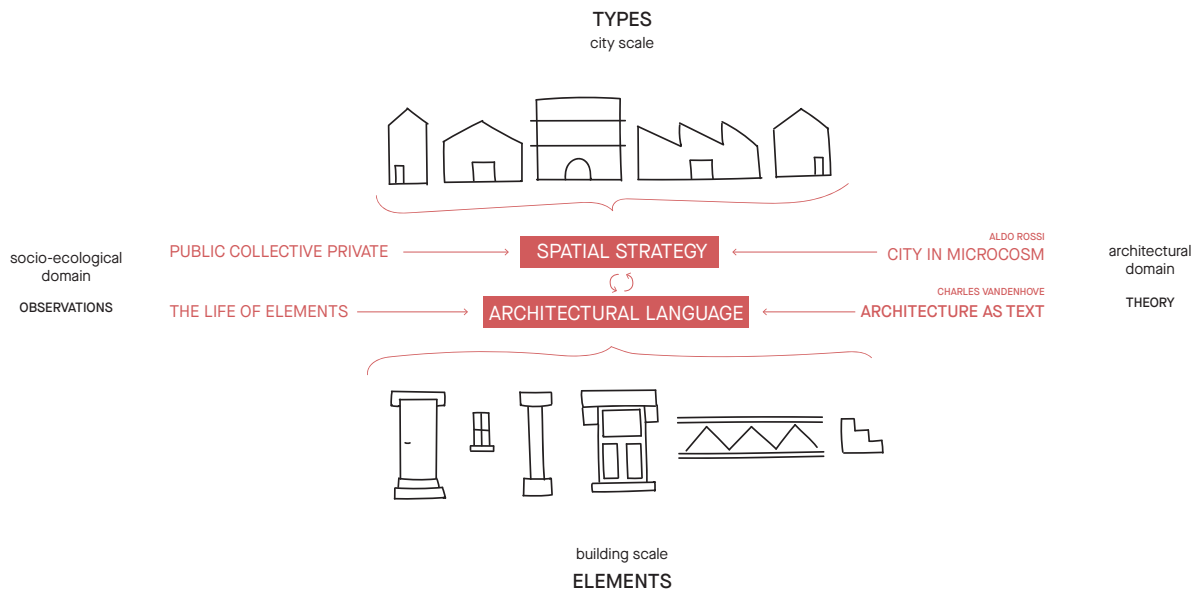 TYPES
city scale
socio-ecological
domain
OBSERVATIONS
PUBLIC COLLECTIVE PRIVATE
SPATIAL STRATEGY
ALDO ROSSI
CITY IN MICROCOSM
THE LIFE OF ELEMENTS
ARCHITECTURAL LANGUAGE
CHARLES VANDENHOVE
ARCHITECTURE AS TEXT
architectural
domain
THEORY
building scale
ELEMENTS